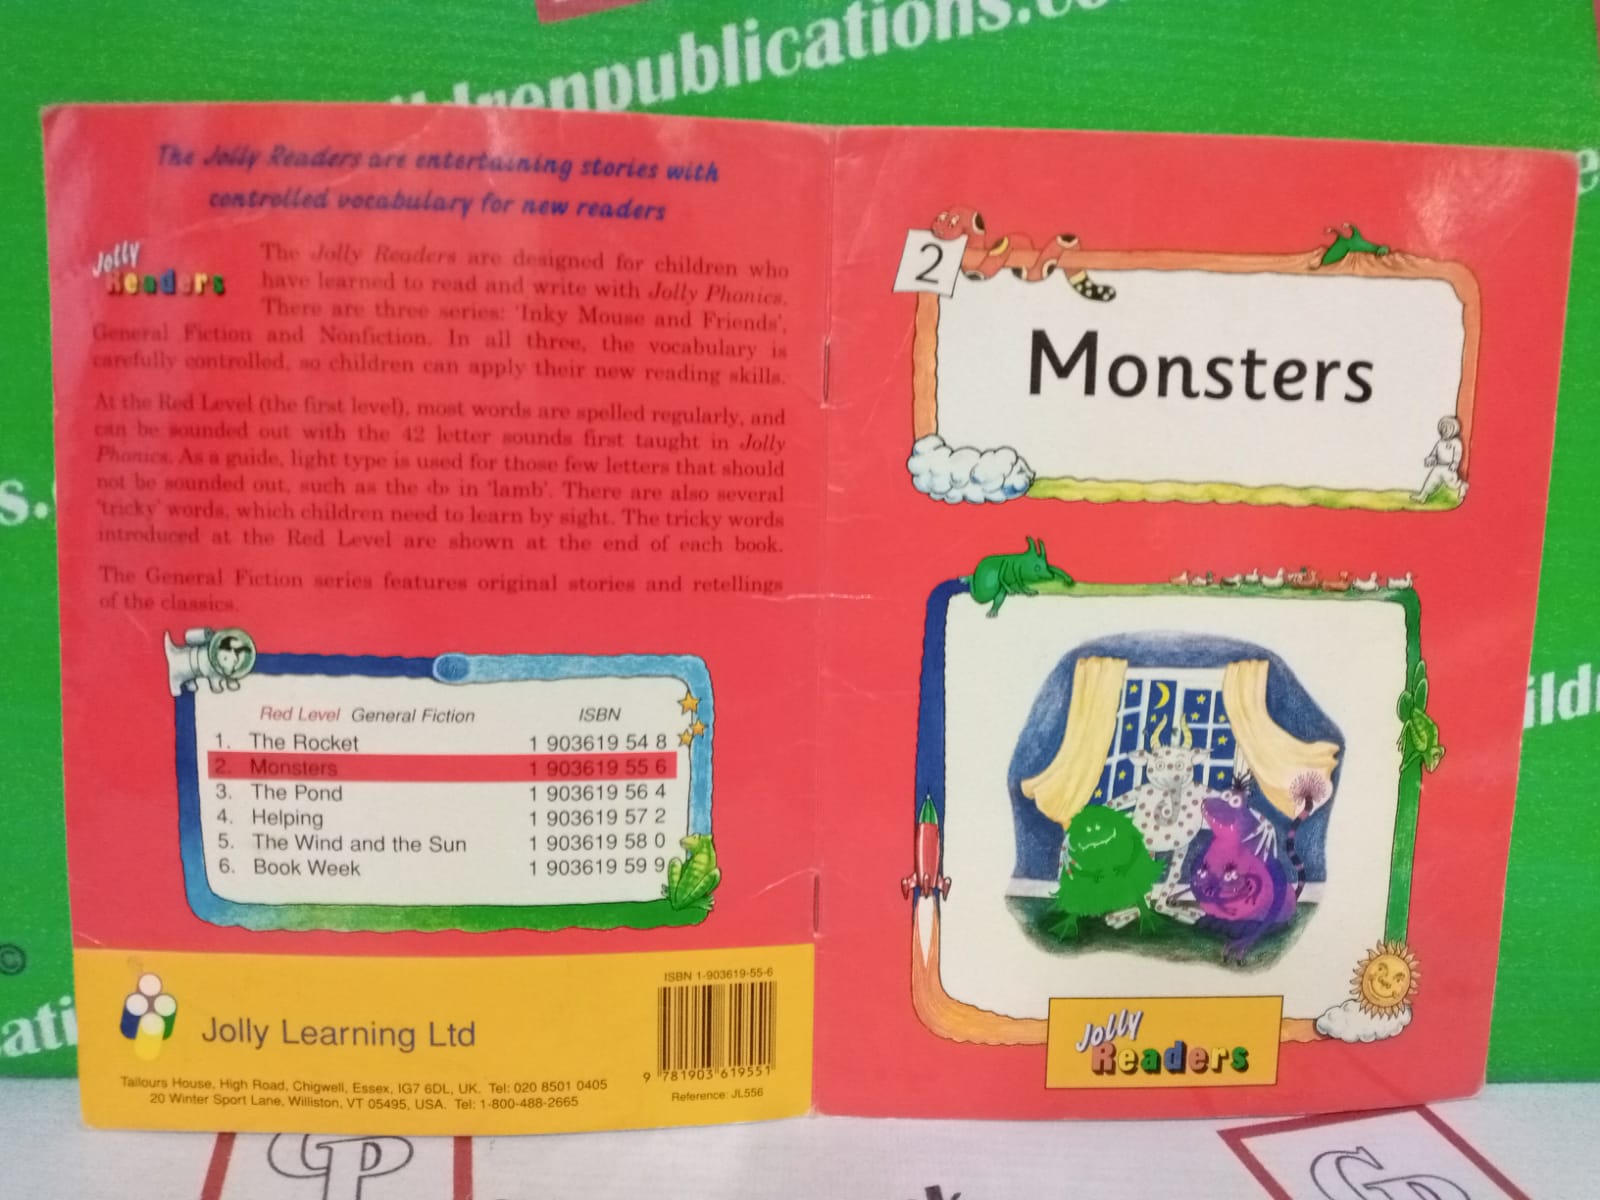 ildrenpublications.co
The Jolly Readers are entertaining stories with
controlled vocabulary for new readers
Jolly
Readers
The Jolly Readers are designed for children who
have learned to read and write with Jolly Phonics.
There are three series: 'Inky Mouse and Friends',
General Fiction and Nonfiction. In all three, the vocabulary is
carefully controlled, so children can apply their new reading skills.
At the Red Level (the first level), most words are spelled regularly, and
can be sounded out with the 42 letter sounds first taught in Jolly
Phonics. As a guide, light type is used for those few letters that should
not be sounded out, such as the ‹b› in 'lamb'. There are also several
'tricky' words, which children need to learn by sight. The tricky words
introduced at the Red Level are shown at the end of each book.
The General Fiction series features original stories and retellings
of the classics.
Red Level General Fiction ISBN
1. The Rocket 1 903619 54 8
2. Monsters 1 903619 55 6
3. The Pond 1 903619 56 4
4. Helping 1 903619 57 2
5. The Wind and the Sun 1 903619 58 0
6. Book Week 1 903619 59 9
Jolly Learning Ltd
Tailours House, High Road, Chigwell, Essex, IG7 6DL, UK. Tel: 020 8501 0405
20 Winter Sport Lane, Williston, VT 05495, USA. Tel: 1-800-488-2665
ISBN 1-903619-55-6
9 781903 619551
Reference: JL556
2
Monsters
Jolly
Readers
s.
©
ati
ildr
CP
CP